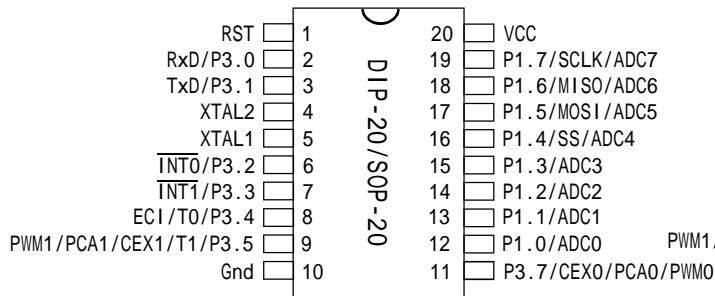 RST 1 20 VCC
RxD/P3.0 2 19 P1.7/SCLK/ADC7
TxD/P3.1 3 18 P1.6/MISO/ADC6
XTAL2 4 17 P1.5/MOSI/ADC5
XTAL1 5 16 P1.4/SS/ADC4
INT0/P3.2 6 15 P1.3/ADC3
INT1/P3.3 7 14 P1.2/ADC2
ECI/T0/P3.4 8 13 P1.1/ADC1
PWM1/PCA1/CEX1/T1/P3.5 9 12 P1.0/ADC0 PWM1/
Gnd 10 11 P3.7/CEX0/PCA0/PWM0
DIP-20/SOP-20